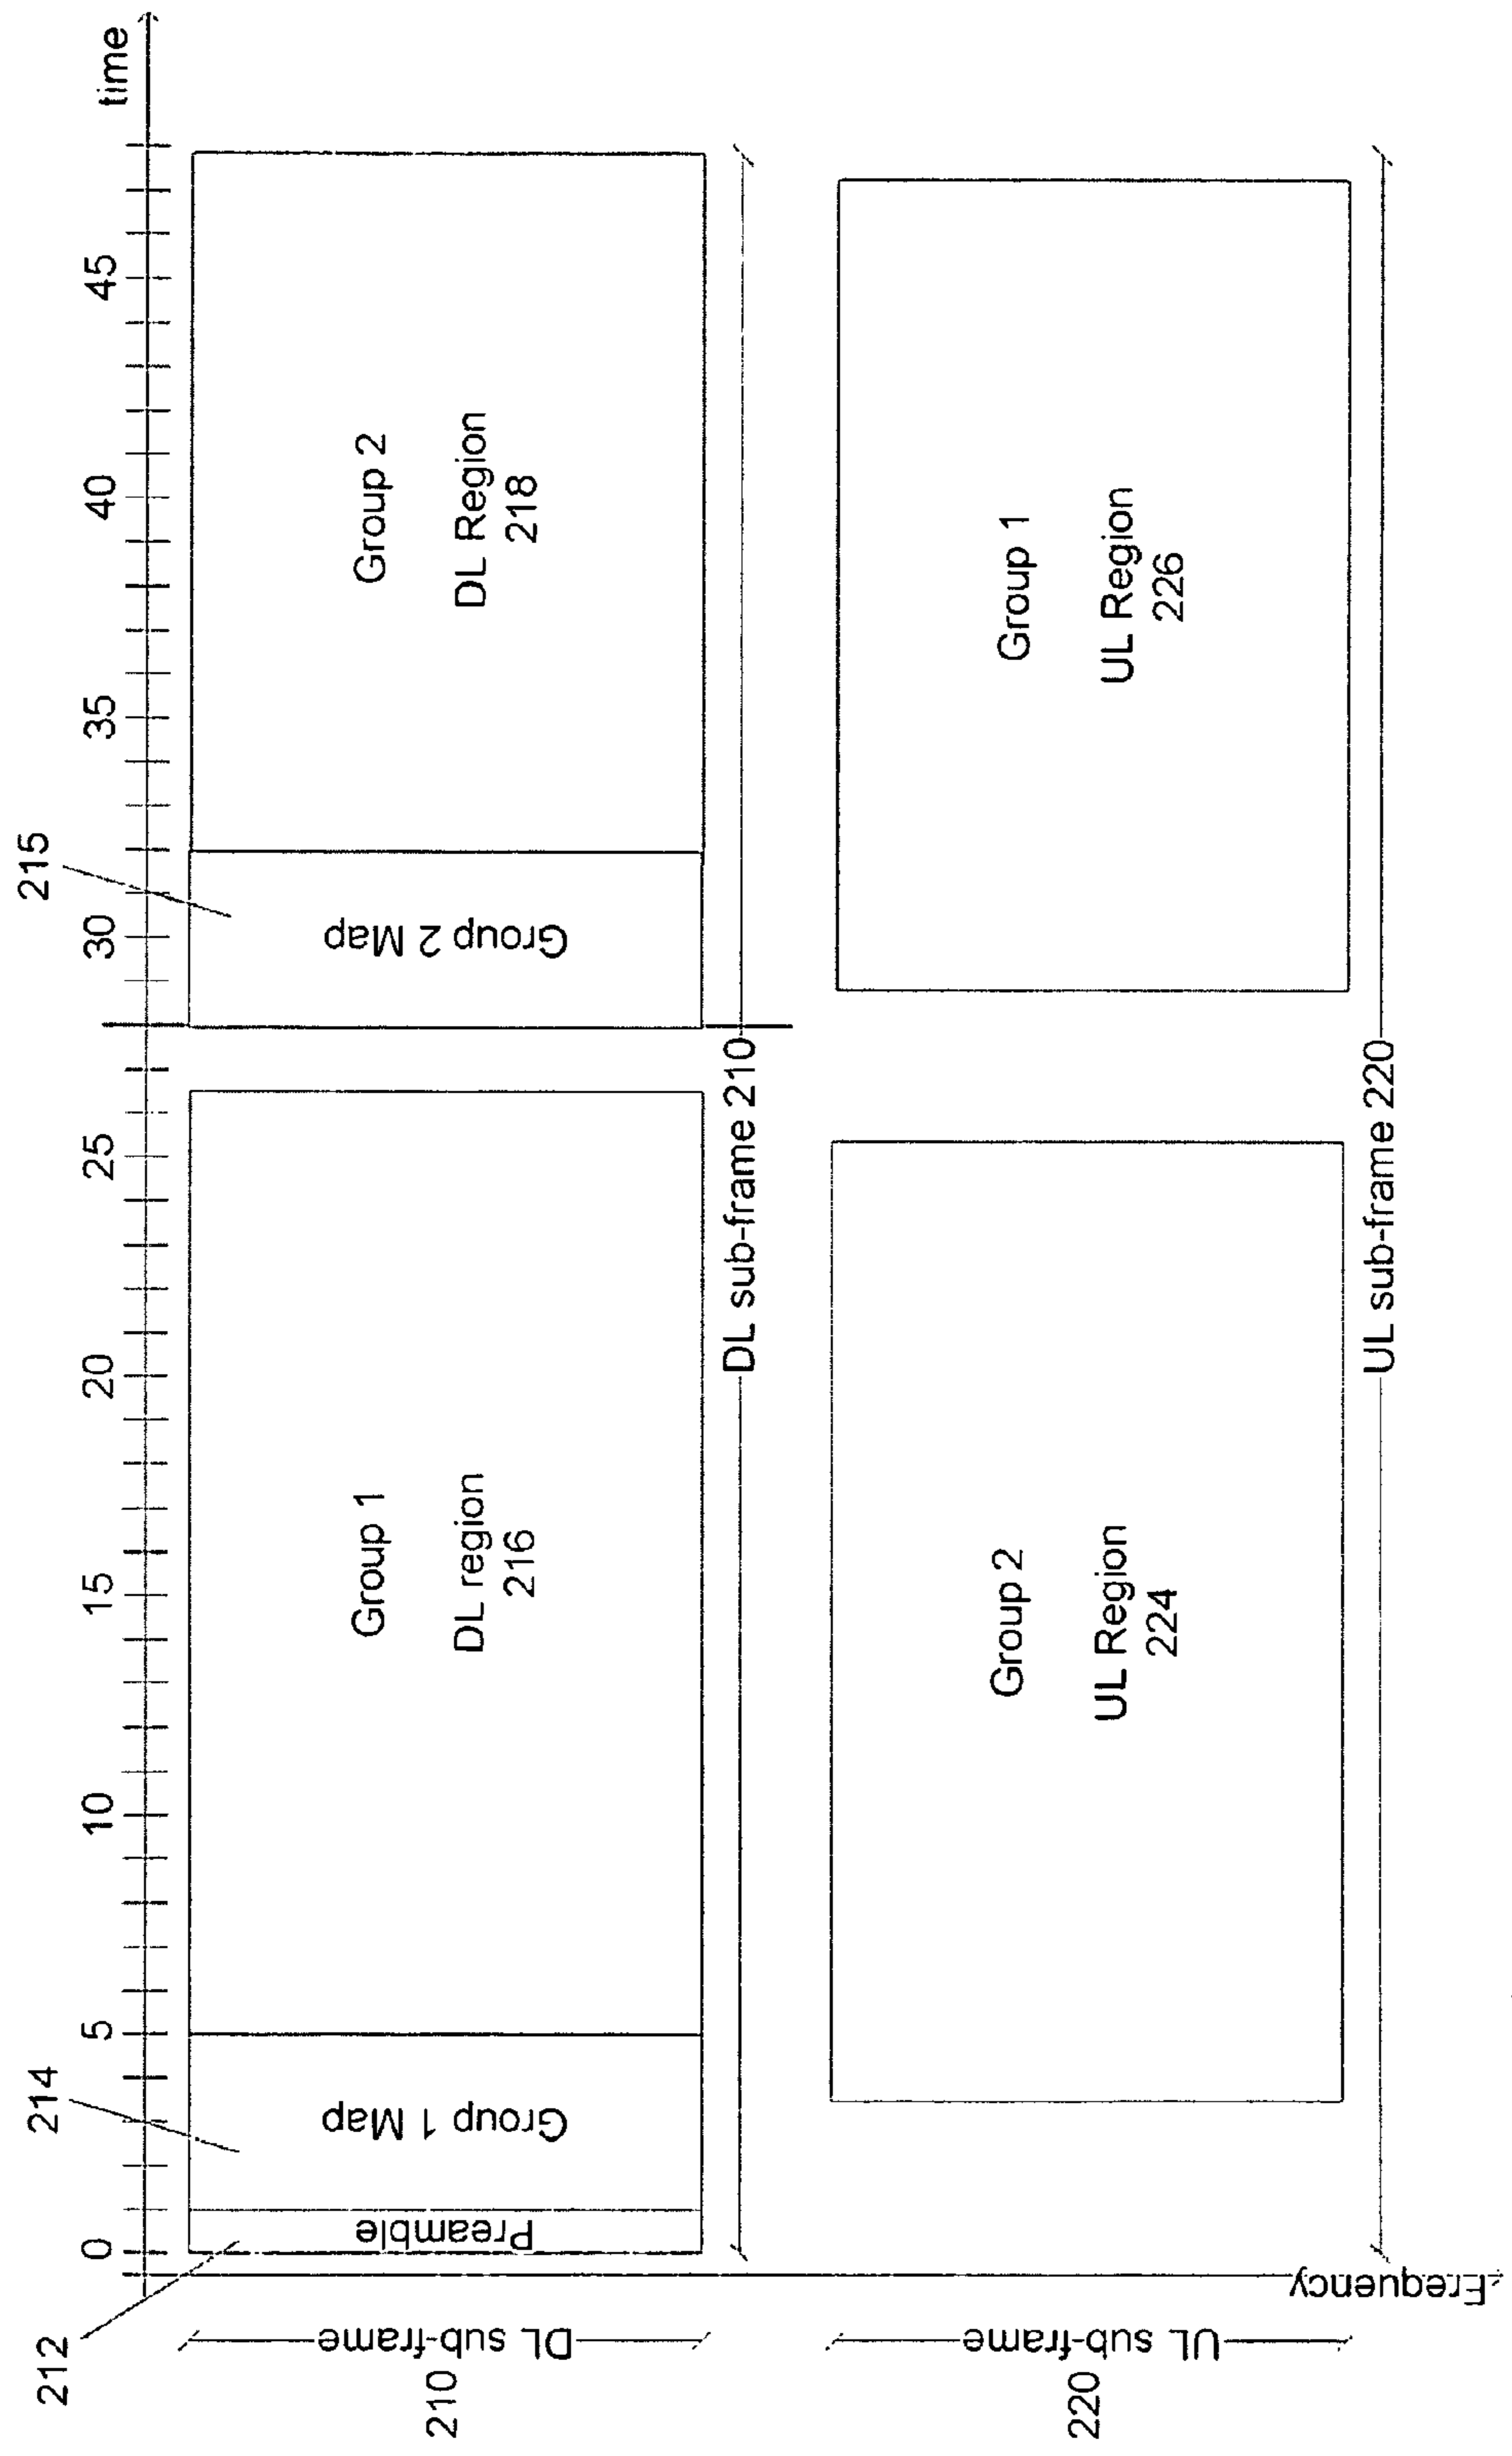 time
0 5 10 15 20 25 30 35 40 45
212
214
215
DL sub-frame
210
Preamble
Group 1 Map
Group 1
DL region
216
Group 2 Map
Group 2
DL Region
218
DL sub-frame 210
UL sub-frame
220
Group 2
UL Region
224
Group 1
UL Region
226
UL sub-frame 220
Frequency